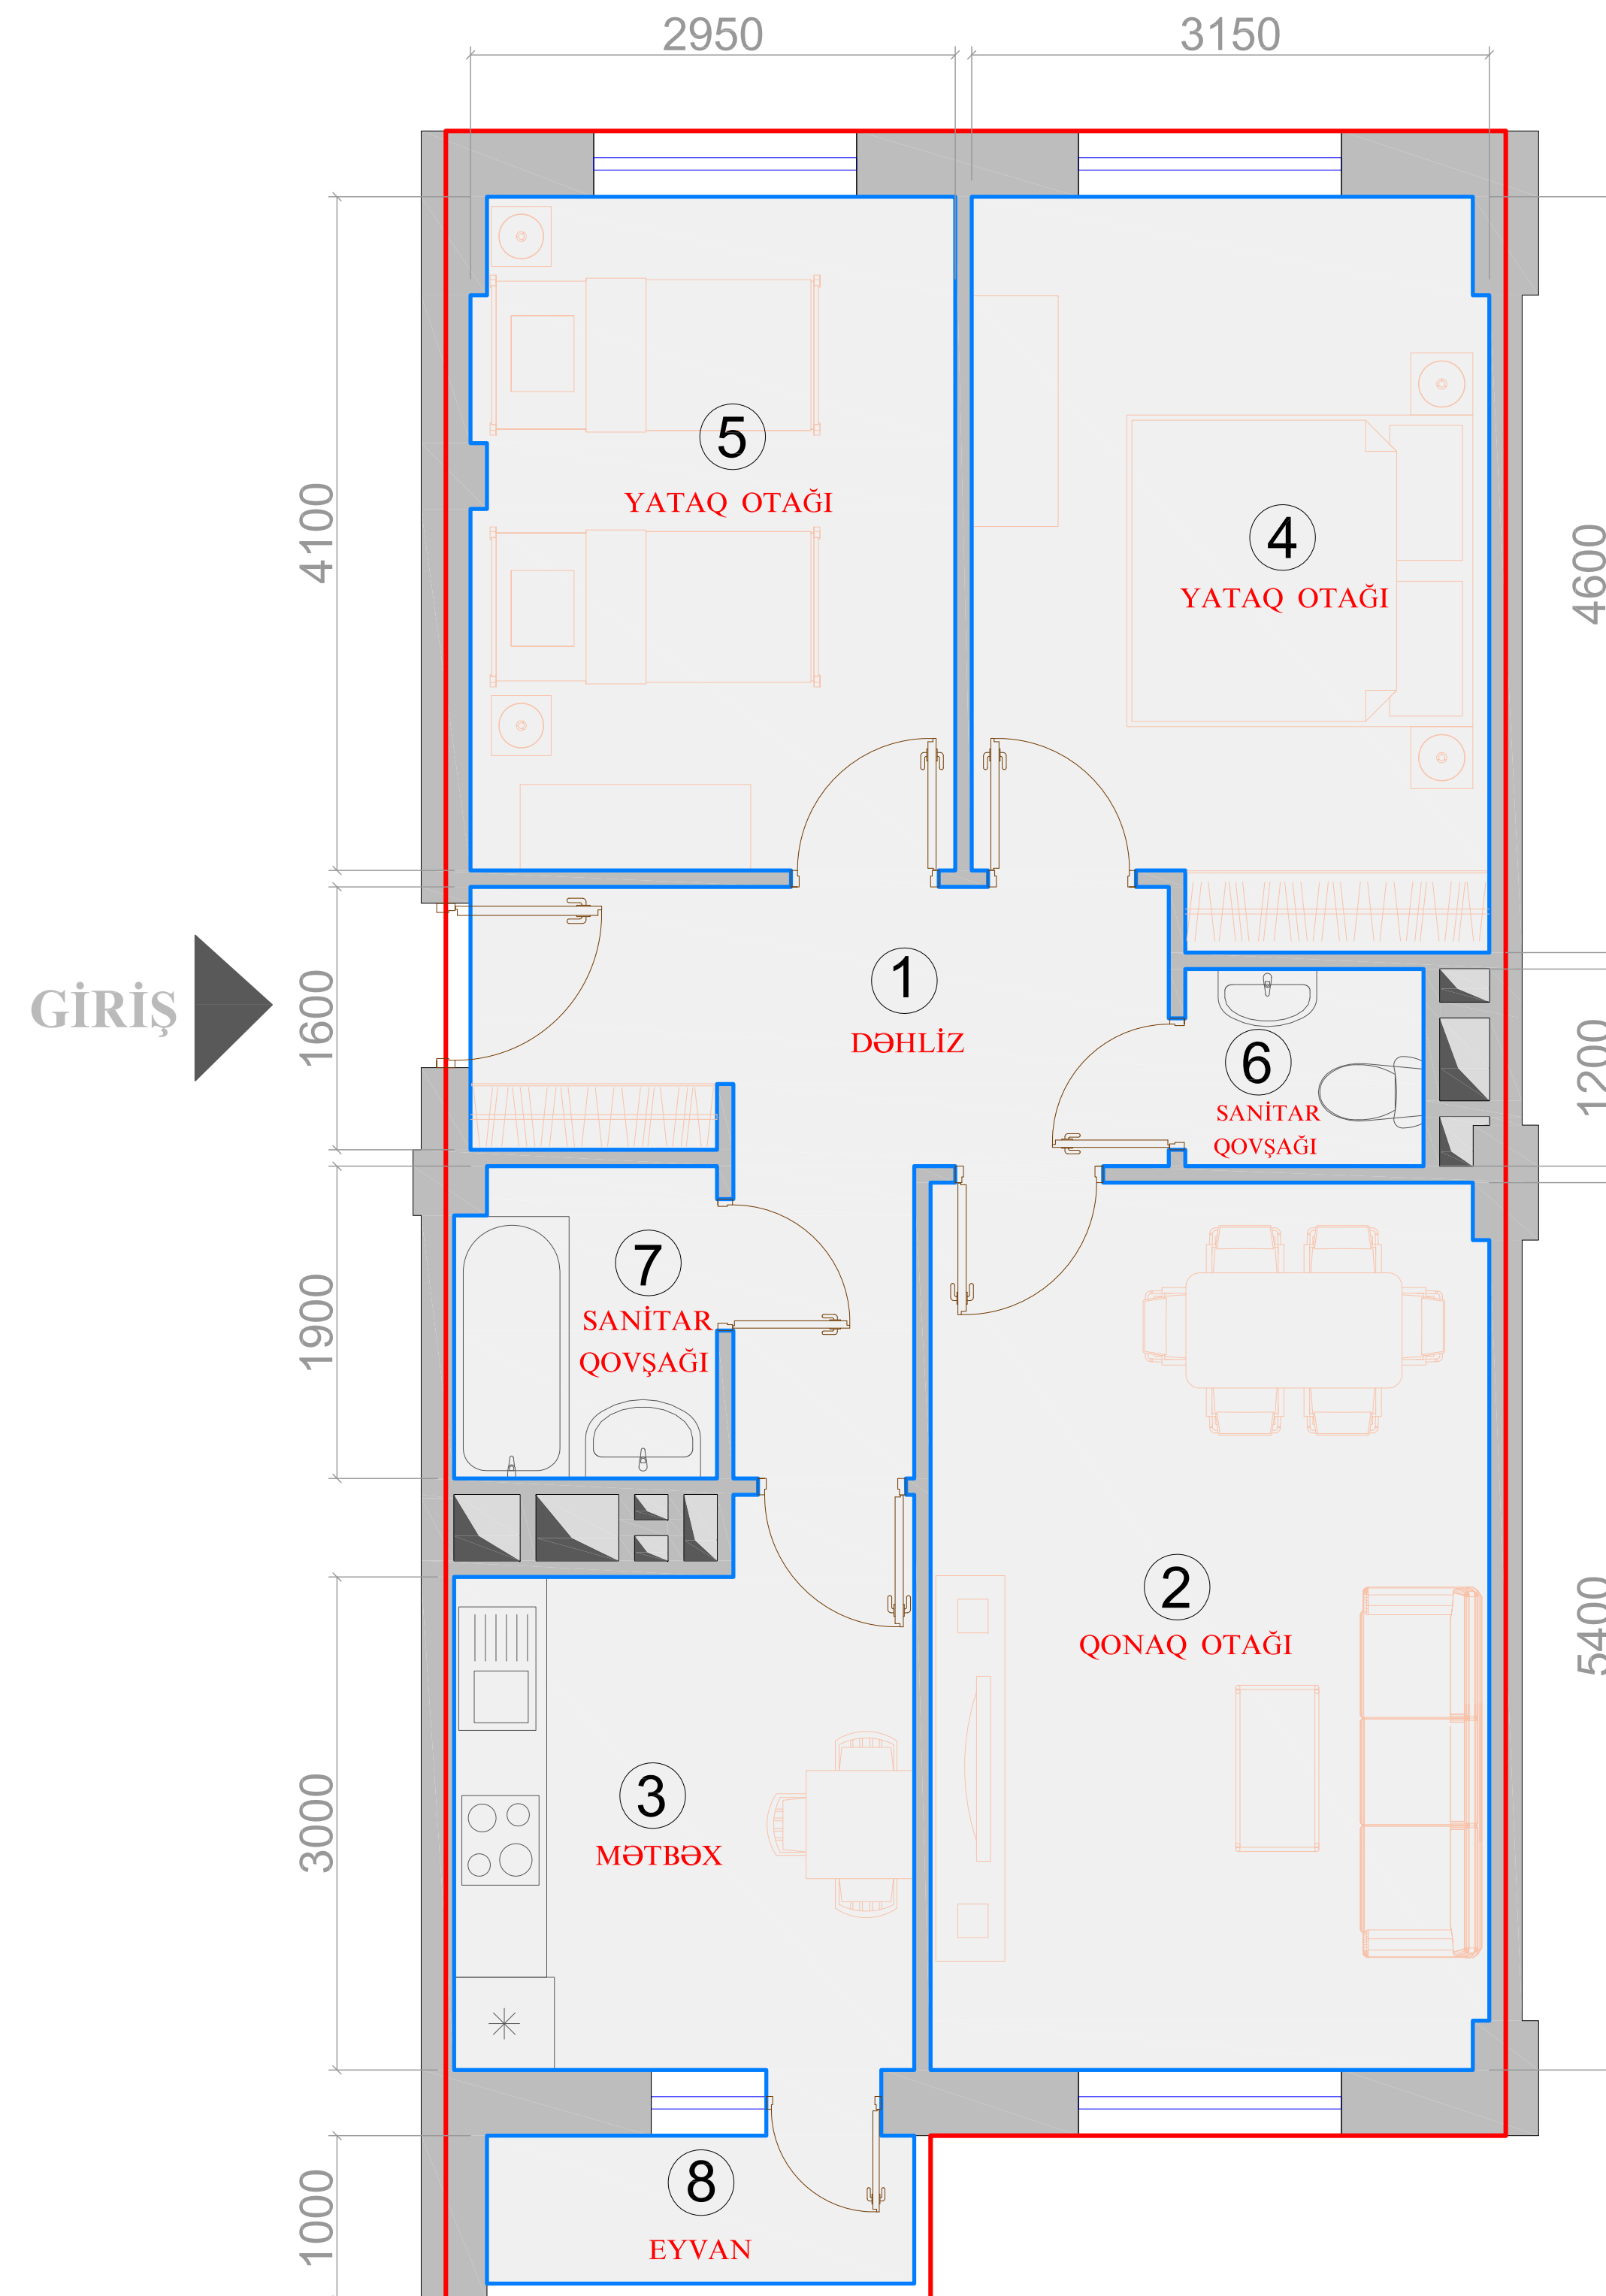 2950
3150
5
YATAQ OTAĞI
4100
4
YATAQ OTAĞI
4600
1
DƏHLİZ
GİRİŞ
1600
6
SANİTAR
QOVŞAĞI
1200
7
SANİTAR
QOVŞAĞI
1900
2
QONAQ OTAĞI
5400
3
MƏTBƏX
3000
8
EYVAN
1000